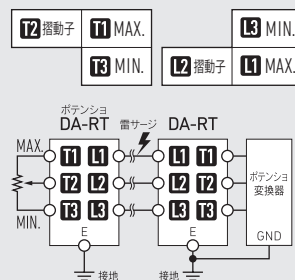 T2 摺動子 T1 MAX.
T3 MIN.
L3 MIN.
L2 摺動子 L1 MAX.
ポテンショ
DA-RT 雷サージ DA-RT
MAX. T1 L1 L1 T1
T2 L2 L2 T2 ポテンショ
変換器
T3 L3 L3 T3
MIN.
E E GND
接地 接地